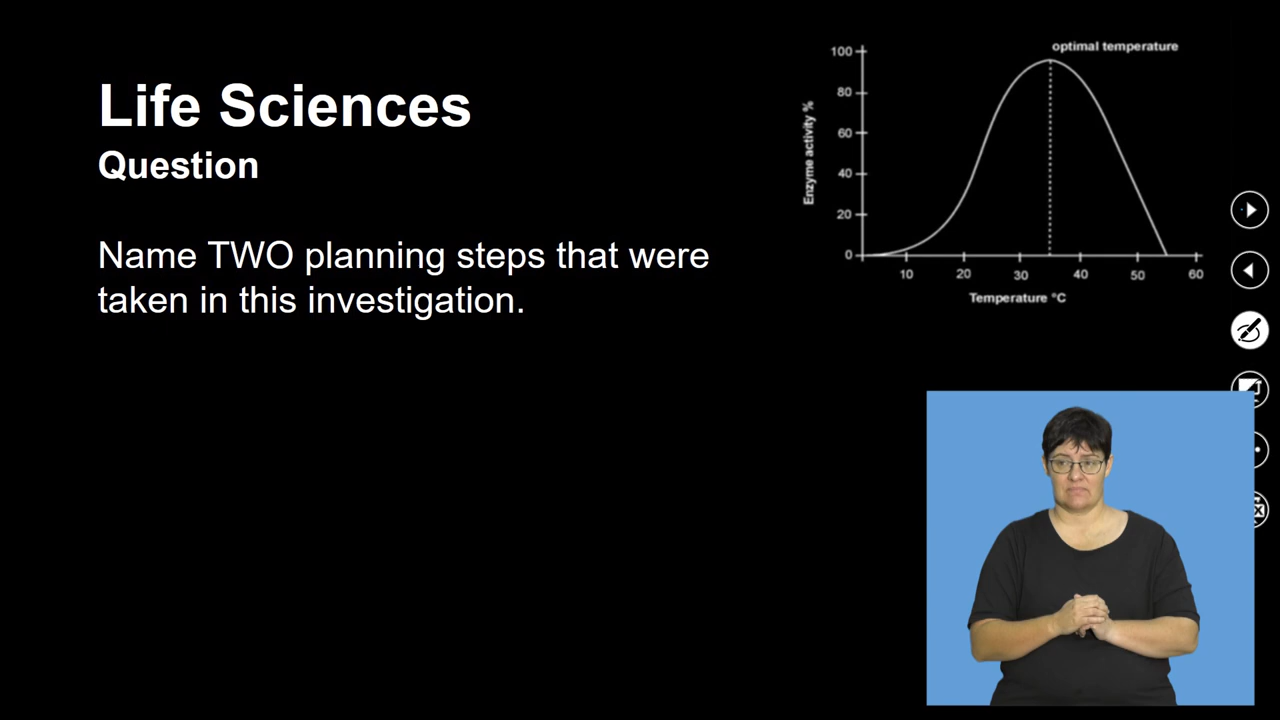 Life Sciences
Question
Name TWO planning steps that were
taken in this investigation.
optimal temperature
Enzyme activity %
100
80
60
40
20
0
10 20 30 40 50 60
Temperature °C